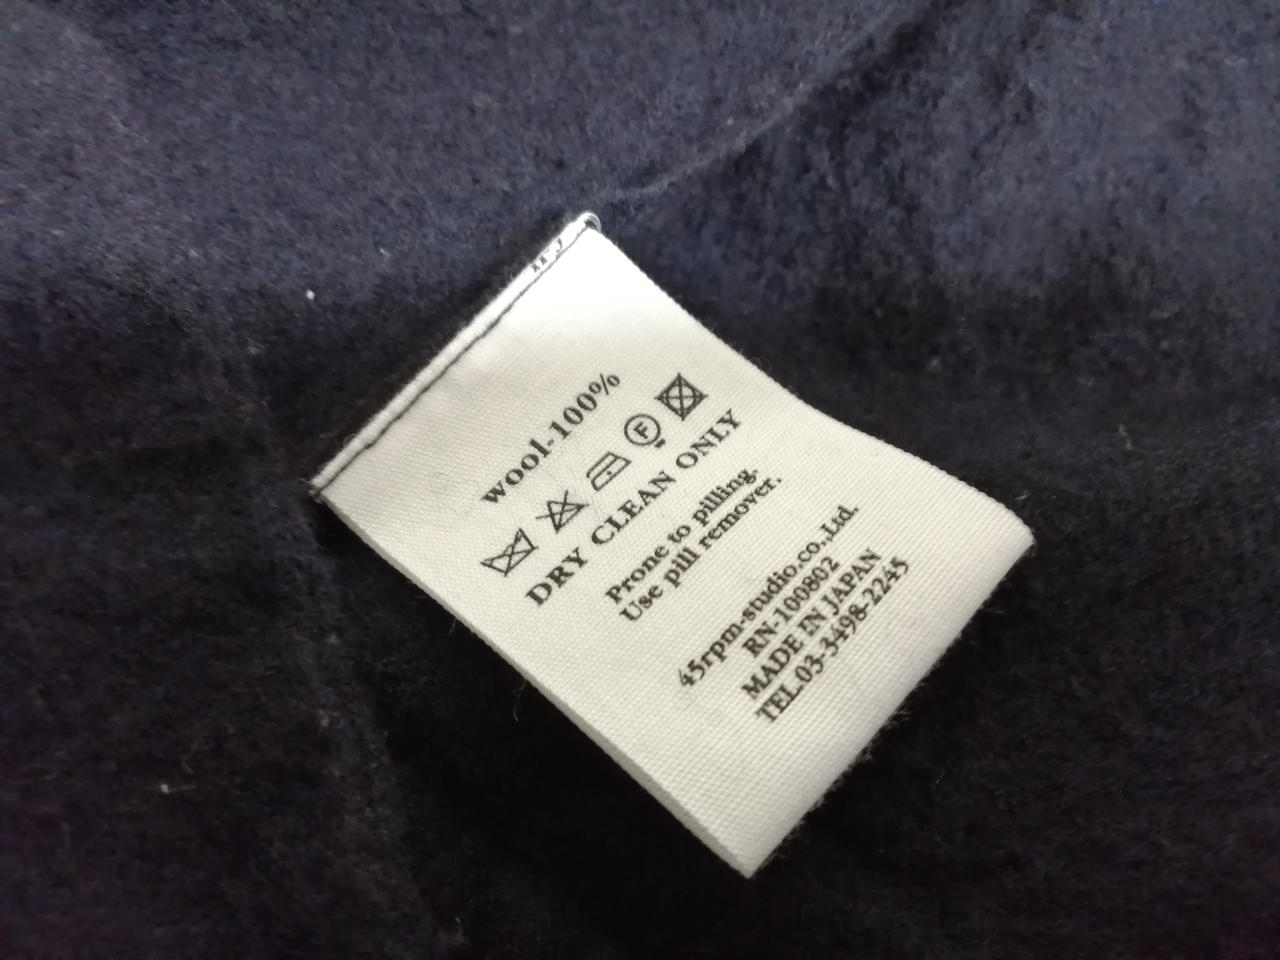 wool-100%
F
DRY CLEAN ONLY
Prone to pilling.
Use pill remover.
45rpm-studio.co.,Ltd.
RN-100802
MADE IN JAPAN
TEL.03-3498-2245